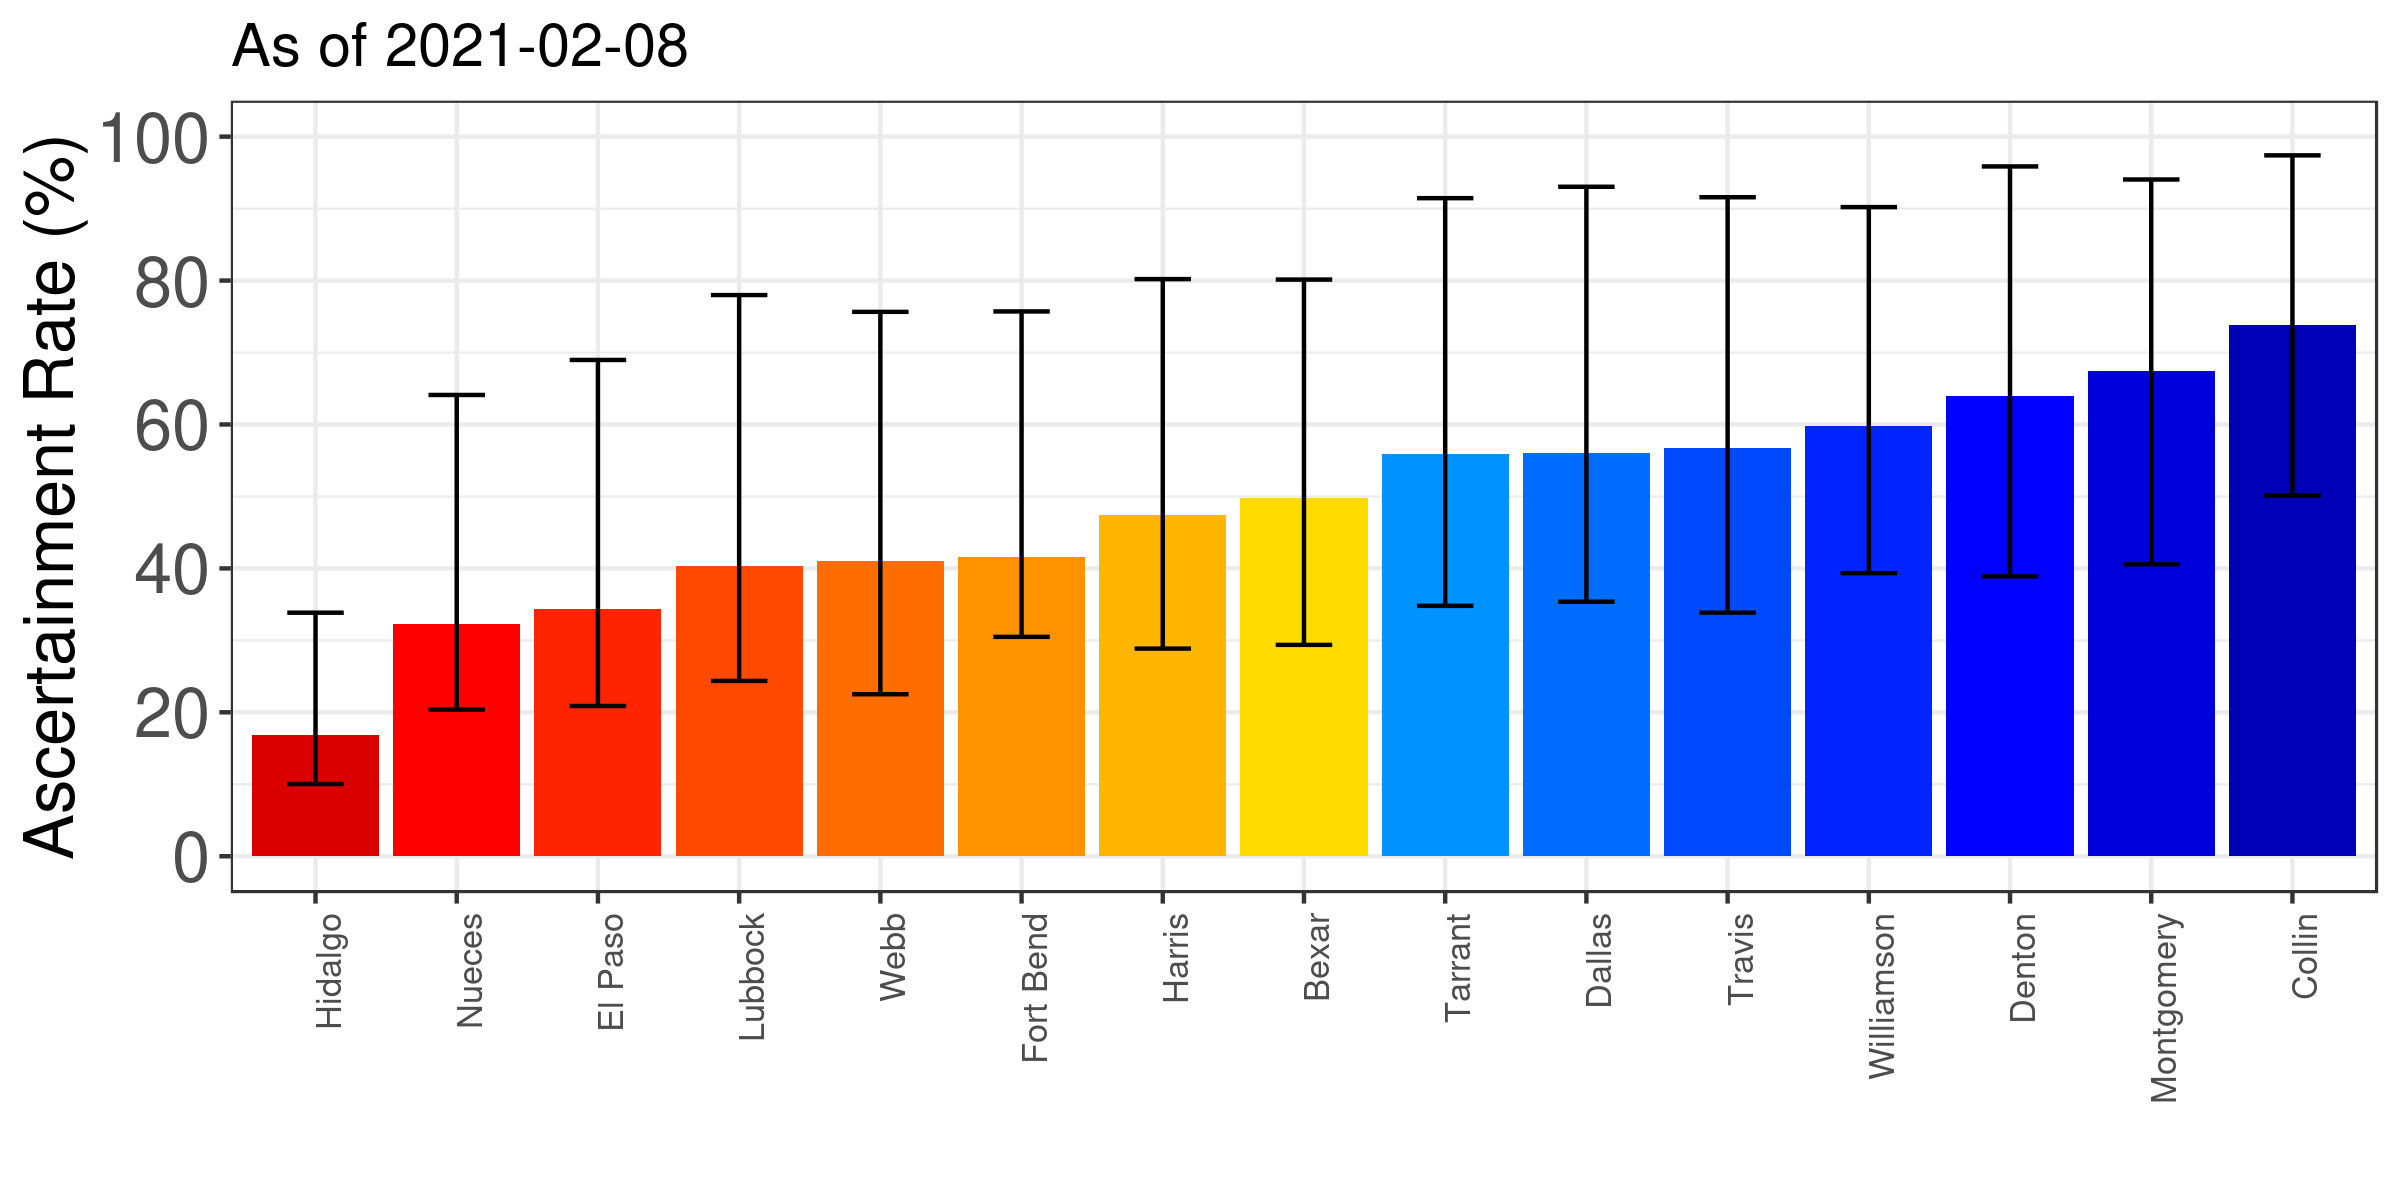 As of 2021-02-08
Ascertainment Rate (%)
100
80
60
40
20
0
Hidalgo
Nueces
El Paso
Lubbock
Webb
Fort Bend
Harris
Bexar
Tarrant
Dallas
Travis
Williamson
Denton
Montgomery
Collin